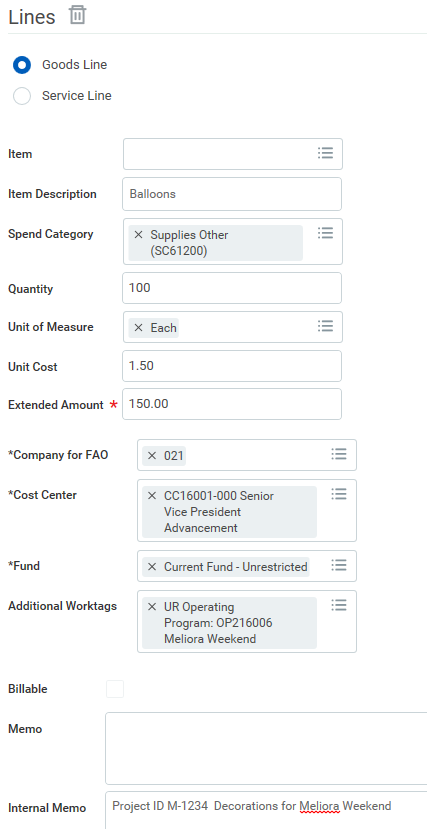 Lines
Goods Line
Service Line
Item
Item Description Balloons
Spend Category × Supplies Other
(SC61200)
Quantity 100
Unit of Measure × Each
Unit Cost 1.50
Extended Amount * 150.00
*Company for FAO × 021
*Cost Center × CC16001-000 Senior
Vice President
Advancement
*Fund × Current Fund - Unrestricted
Additional Worktags × UR Operating
Program: OP216006
Meliora Weekend
Billable
Memo
Internal Memo Project ID M-1234 Decorations for Meliora Weekend